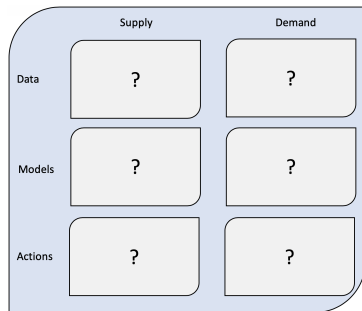 Supply Demand
Data ? ?
Models ? ?
Actions ? ?